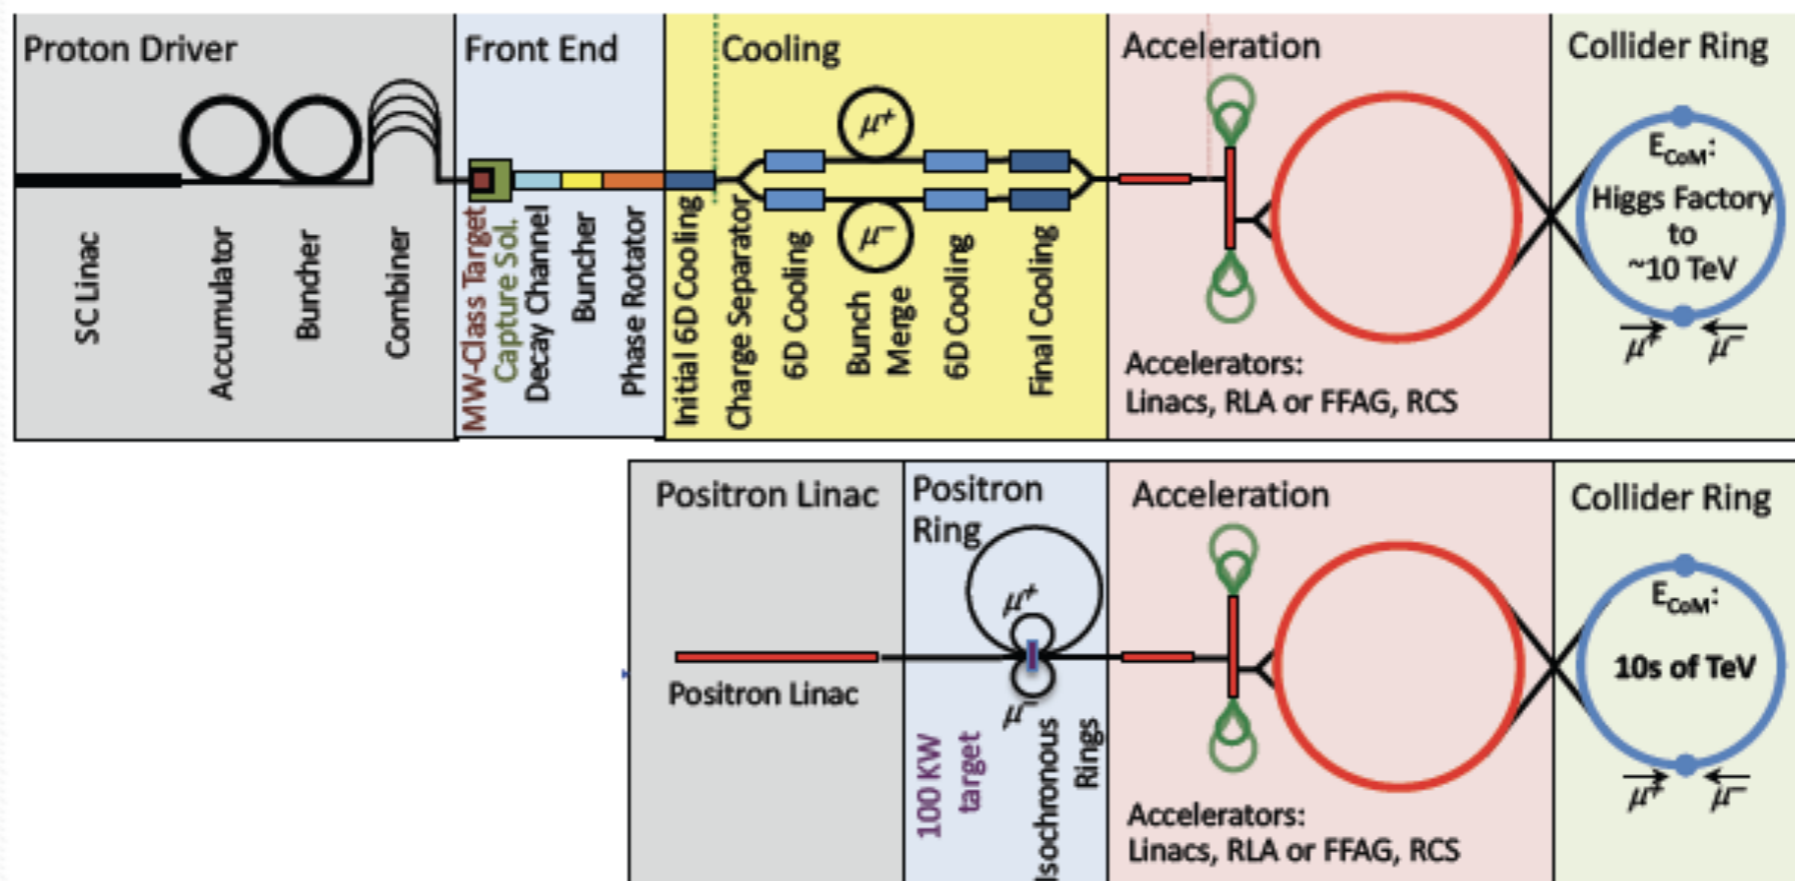 Proton Driver
Front End
Cooling
Acceleration
Collider Ring
SC Linac
Accumulator
Buncher
Combiner
MW-Class Target
Capture Sol.
Decay Channel
Buncher
Phase Rotator
Initial 6D Cooling
Charge Separator
6D Cooling
μ+
μ−
Bunch
Merge
6D Cooling
Final Cooling
Accelerators:
Linacs, RLA or FFAG, RCS
ECoM:
Higgs Factory
to
~10 TeV
μ+ μ−
Positron Linac
Positron
Ring
Acceleration
Collider Ring
Positron Linac
μ+
μ−
100 KW
target
Isochronous
Rings
Accelerators:
Linacs, RLA or FFAG, RCS
ECoM:
10s of TeV
μ+ μ−